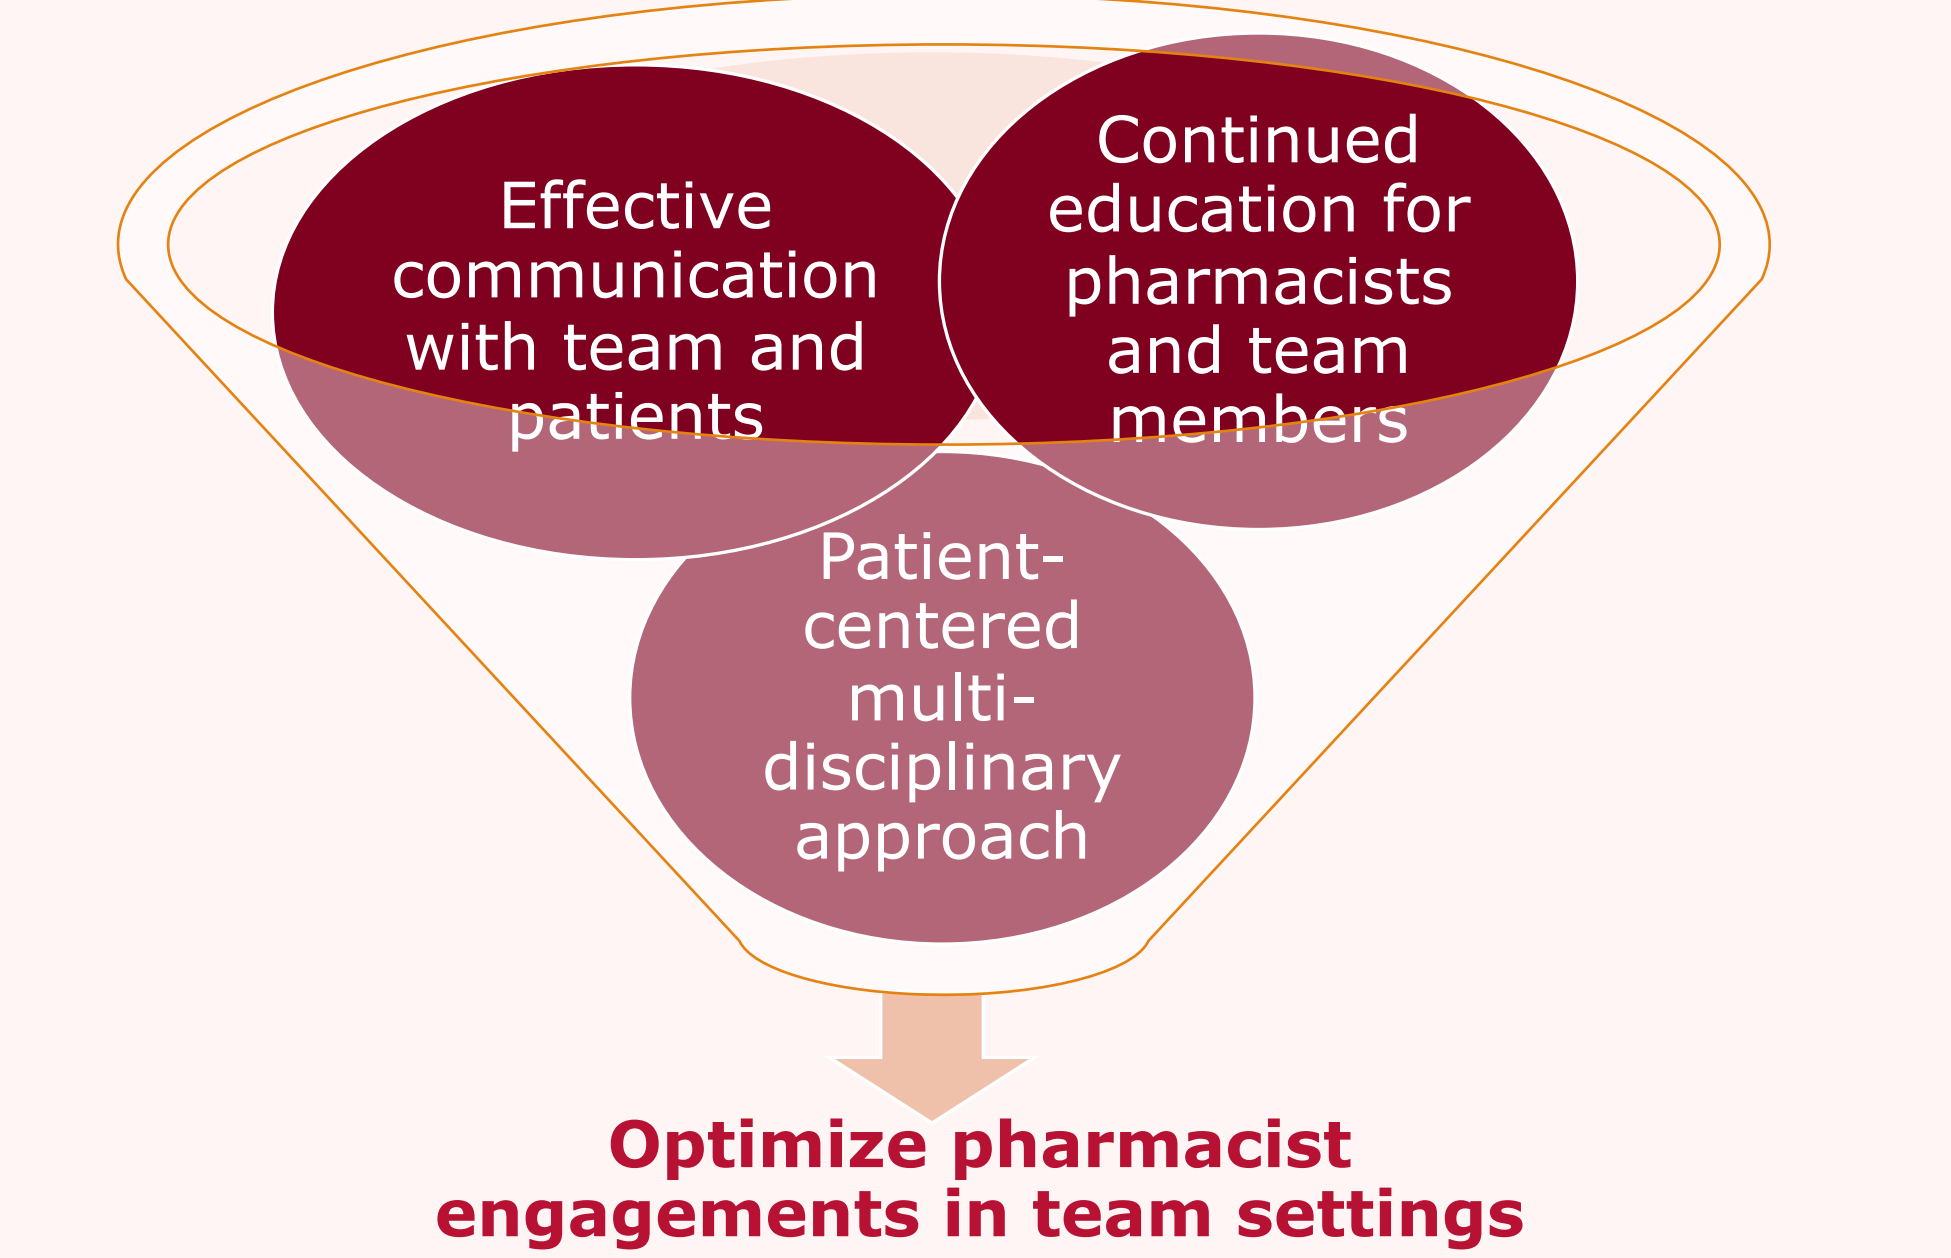 Effective
communication
with team and
patients
Continued
education for
pharmacists
and team
members
Patient-
centered
multi-
disciplinary
approach
Optimize pharmacist
engagements in team settings